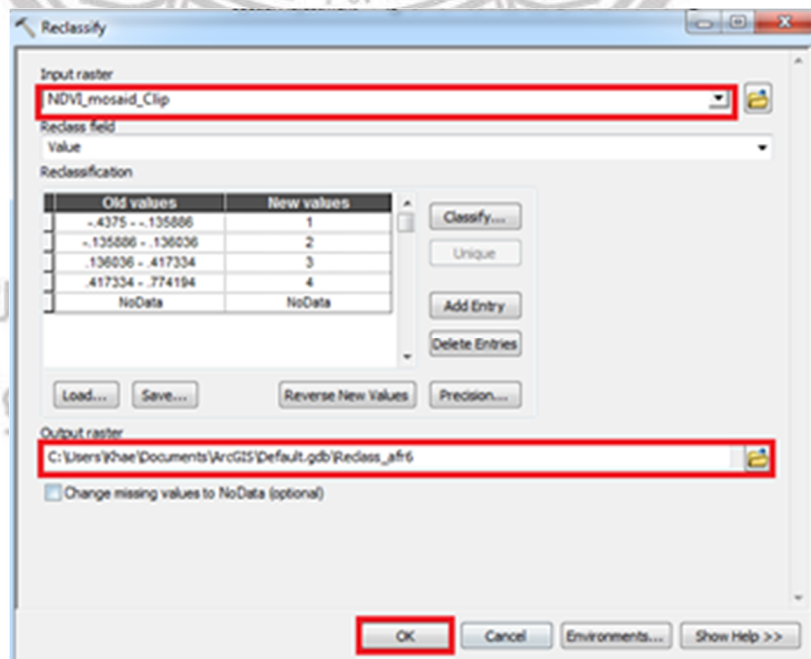 Reclassify
Input raster
NDVI_mosaid_Clip
Reclass field
Value
Reclassification
Old values New values
-.4375 - -.135886 1
-.135886 - .136036 2
.136036 - .417334 3
.417334 - .774194 4
NoData NoData
Classify...
Unique
Add Entry
Delete Entries
Load... Save... Reverse New Values Precision...
Output raster
C:\Users\Khae\Documents\ArcGIS\Default.gdb\Reclass_afr6
Change missing values to NoData (optional)
OK Cancel Environments... Show Help >>